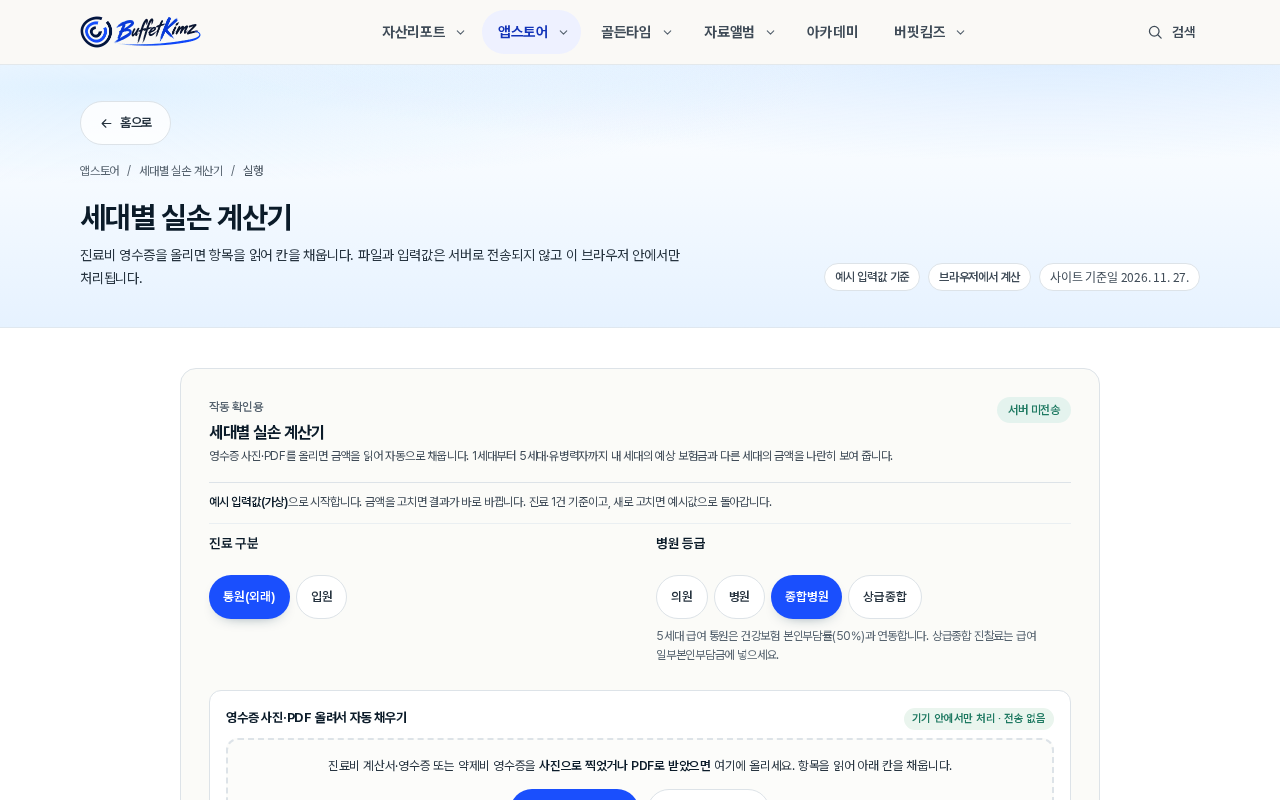 BuffetKimz
자산리포트
앱스토어
골든타임
자료앨범
아카데미
버핏킴즈
검색
← 홈으로
앱스토어 / 세대별 실손 계산기 / 실행
세대별 실손 계산기
진료비 영수증을 올리면 항목을 읽어 칸을 채웁니다. 파일과 입력값은 서버로 전송되지 않고 이 브라우저 안에서만
처리됩니다.
예시 입력값 기준
브라우저에서 계산
사이트 기준일 2026. 11. 27.
작동 확인용
서버 미전송
세대별 실손 계산기
영수증 사진·PDF를 올리면 금액을 읽어 자동으로 채웁니다. 1세대부터 5세대·유병력자까지 내 세대의 예상 보험금과 다른 세대의 금액을 나란히 보여 줍니다.
예시 입력값(가상)으로 시작합니다. 금액을 고치면 결과가 바로 바뀝니다. 진료 1건 기준이고, 새로 고치면 예시값으로 돌아갑니다.
진료 구분
통원(외래)
입원
병원 등급
의원
병원
종합병원
상급종합
5세대 급여 통원은 건강보험 본인부담률(50%)과 연동합니다. 상급종합 진찰료는 급여
일부본인부담금에 넣으세요.
영수증 사진·PDF 올려서 자동 채우기
기기 안에서만 처리 · 전송 없음
진료비 계산서·영수증 또는 약제비 영수증을 사진으로 찍었거나 PDF로 받았으면 여기에 올리세요. 항목을 읽어 아래 칸을 채웁니다.